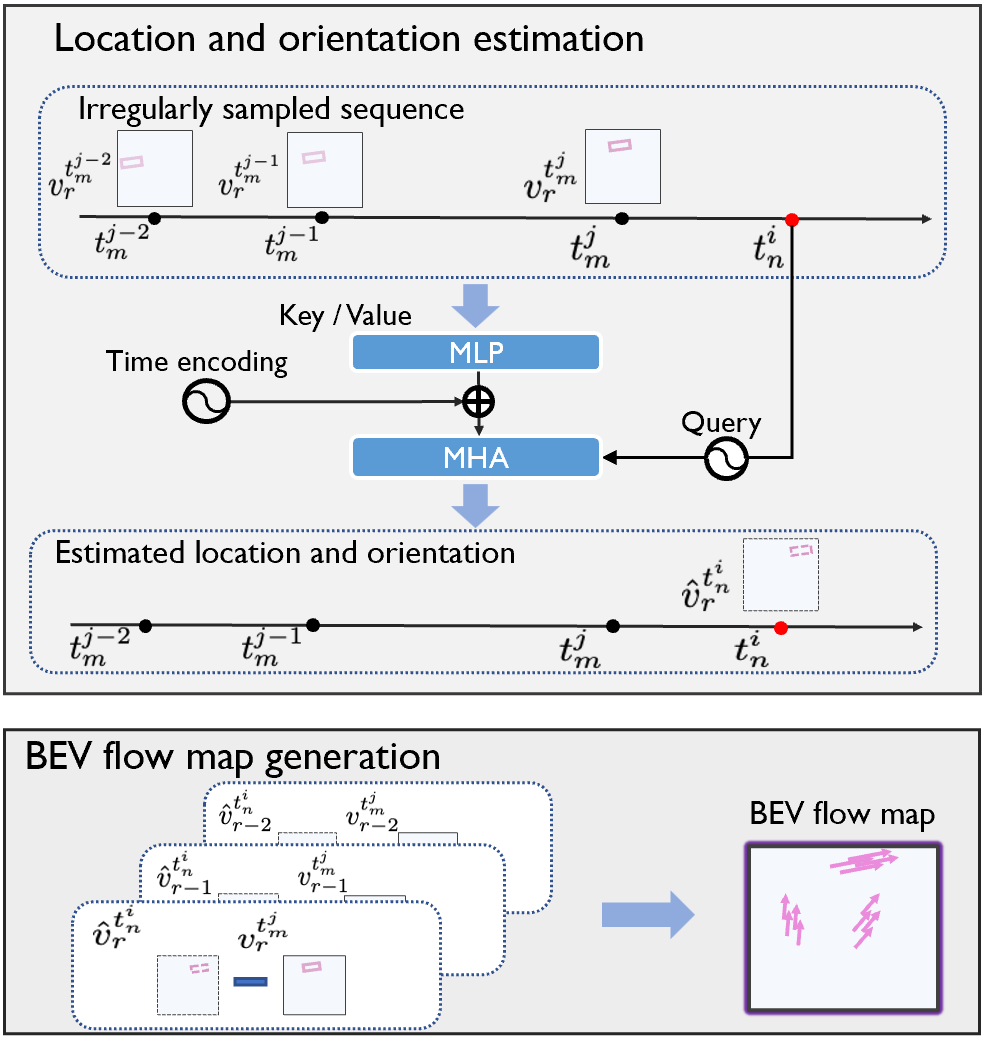 Location and orientation estimation
Irregularly sampled sequence
$v_r^{t_m^{j-2}}$ $v_r^{t_m^{j-1}}$ $v_r^{t_m^j}$
$t_m^{j-2}$ $t_m^{j-1}$ $t_m^j$ $t_n^i$
Key / Value
MLP
Time encoding
Query
MHA
Estimated location and orientation
$\hat{v}_r^{t_n^i}$
$t_m^{j-2}$ $t_m^{j-1}$ $t_m^j$ $t_n^i$
BEV flow map generation
$\hat{v}_{r-2}^{t_n^i}$ $v_{r-2}^{t_m^j}$
BEV flow map
$\hat{v}_{r-1}^{t_n^i}$ $v_{r-1}^{t_m^j}$
$\hat{v}_r^{t_n^i}$ $v_r^{t_m^j}$